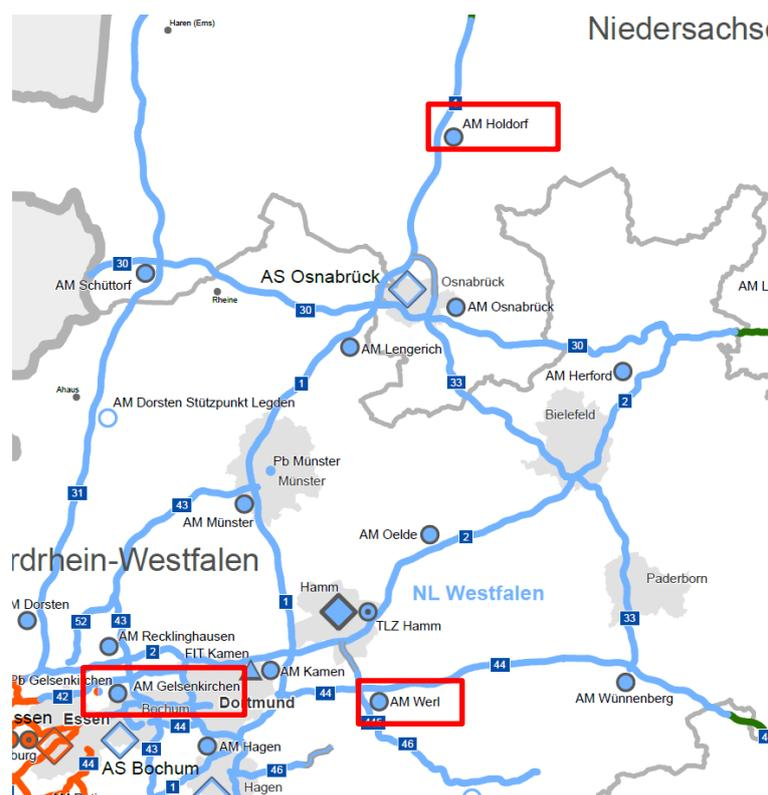 Haren (Ems)
Niedersachs
1
AM Holdorf
30
AM Schüttorf
AS Osnabrück
Osnabrück
Rheine
30
AM Osnabrück
AM L
AM Lengerich
30
AM Herford
1
33
2
Ahaus
AM Dorsten Stützpunkt Legden
Bielefeld
Pb Münster
Münster
31
43
AM Münster
AM Oelde
2
rdrhein-Westfalen
Hamm
NL Westfalen
Paderborn
M Dorsten
1
52
43
TLZ Hamm
33
AM Recklinghausen
2
EIT Kamen
44
Pb Gelsenkirchen
AM Kamen
AM Gelsenkirchen
42
44
AM Werl
AM Wünnenberg
Bochum
Dortmund
ssen
Essen
44
445
burg
43
AM Hagen
46
44
AS Bochum
46
1
Hagen